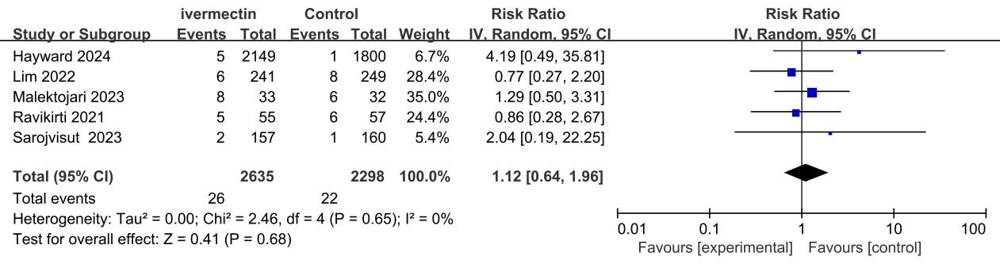 ivermectin Control Risk Ratio Risk Ratio
Study or Subgroup Events Total Events Total Weight IV, Random, 95% CI IV, Random, 95% CI
Hayward 2024 5 2149 1 1800 6.7% 4.19 [0.49, 35.81]
Lim 2022 6 241 8 249 28.4% 0.77 [0.27, 2.20]
Malektojari 2023 8 33 6 32 35.0% 1.29 [0.50, 3.31]
Ravikirti 2021 5 55 6 57 24.4% 0.86 [0.28, 2.67]
Sarojvisut 2023 2 157 1 160 5.4% 2.04 [0.19, 22.25]
Total (95% CI) 2635 2298 100.0% 1.12 [0.64, 1.96]
Total events 26 22
Heterogeneity: Tau² = 0.00; Chi² = 2.46, df = 4 (P = 0.65); I² = 0%
Test for overall effect: Z = 0.41 (P = 0.68)
0.01 0.1 1 10 100
Favours [experimental] Favours [control]